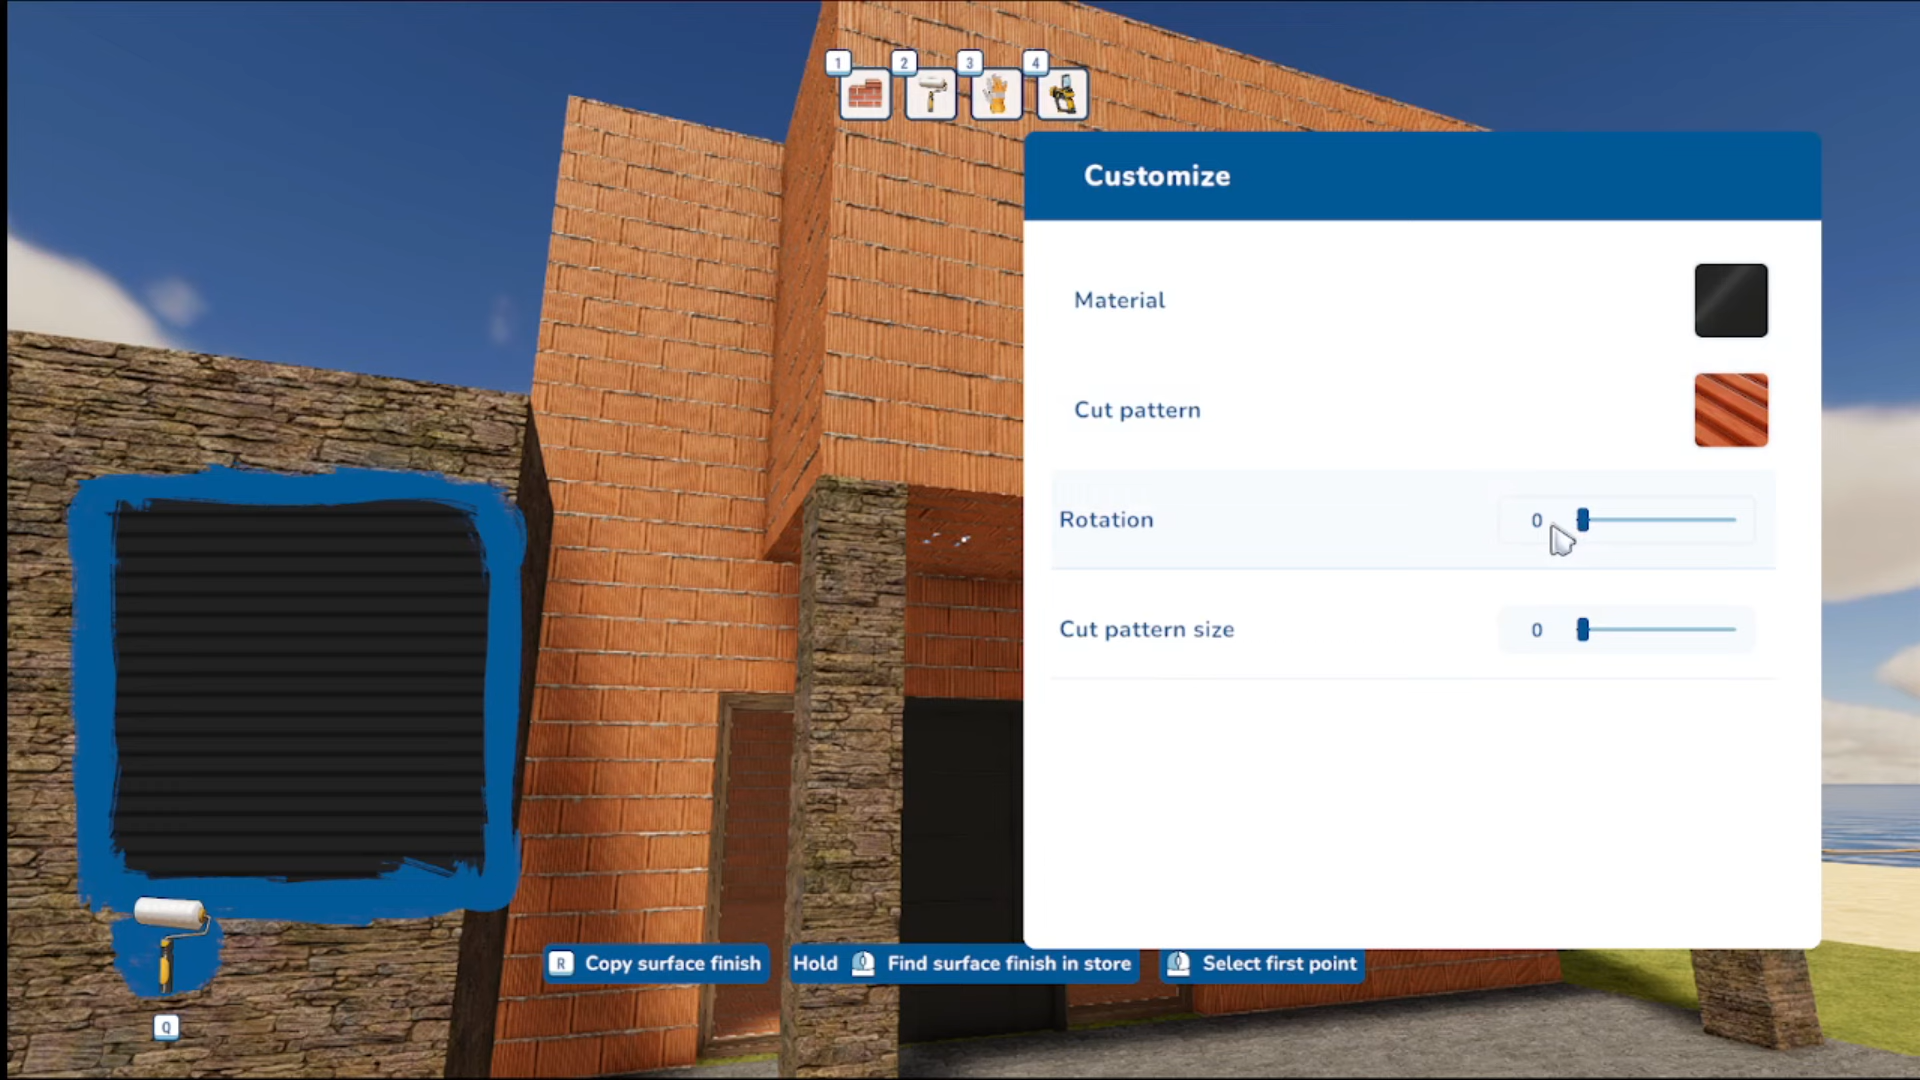 1 2 3 4
Customize
Material
Cut pattern
Rotation 0
Cut pattern size 0
R Copy surface finish Hold Find surface finish in store Select first point
Q